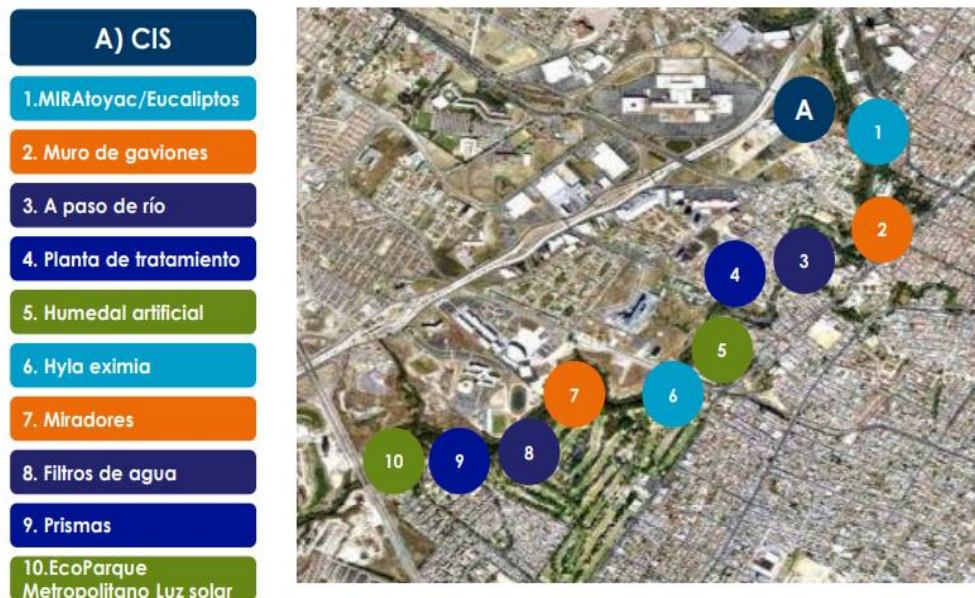 A) CIS
1.MIRAtoyac/Eucaliptos
2. Muro de gaviones
3. A paso de río
4. Planta de tratamiento
5. Humedal artificial
6. Hyla eximia
7. Miradores
8. Filtros de agua
9. Prismas
10.EcoParque
Metropolitano Luz solar
A
1
2
3
4
5
6
7
8
9
10